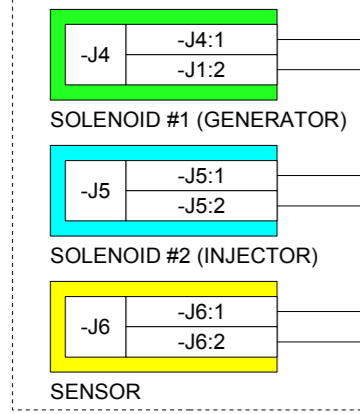 -J4
-J4:1
-J1:2
SOLENOID #1 (GENERATOR)
-J5
-J5:1
-J5:2
SOLENOID #2 (INJECTOR)
-J6
-J6:1
-J6:2
SENSOR